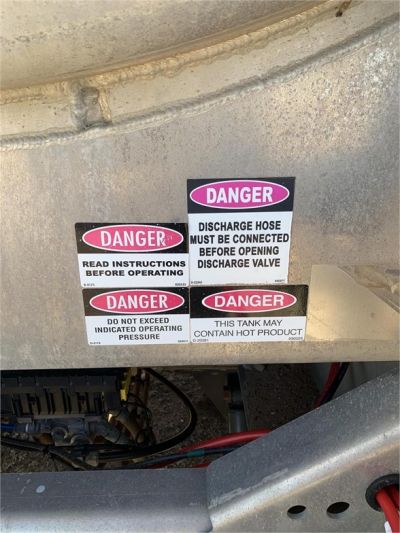 DANGER
READ INSTRUCTIONS
BEFORE OPERATING
DANGER
DISCHARGE HOSE
MUST BE CONNECTED
BEFORE OPENING
DISCHARGE VALVE
DANGER
DO NOT EXCEED
INDICATED OPERATING
PRESSURE
DANGER
THIS TANK MAY
CONTAIN HOT PRODUCT